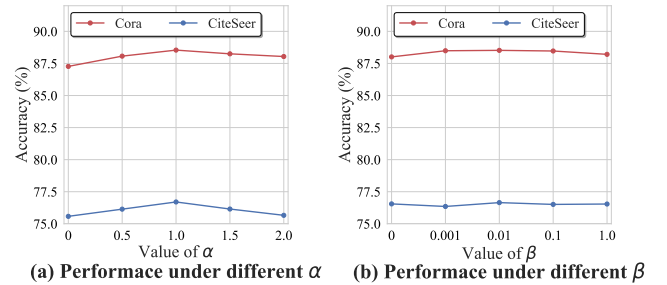 Cora CiteSeer
90.0
87.5
85.0
82.5
80.0
77.5
75.0
Accuracy (%)
0 0.5 1.0 1.5 2.0
Value of α
(a) Performace under different α
Cora CiteSeer
90.0
87.5
85.0
82.5
80.0
77.5
75.0
Accuracy (%)
0 0.001 0.01 0.1 1.0
Value of β
(b) Performace under different β